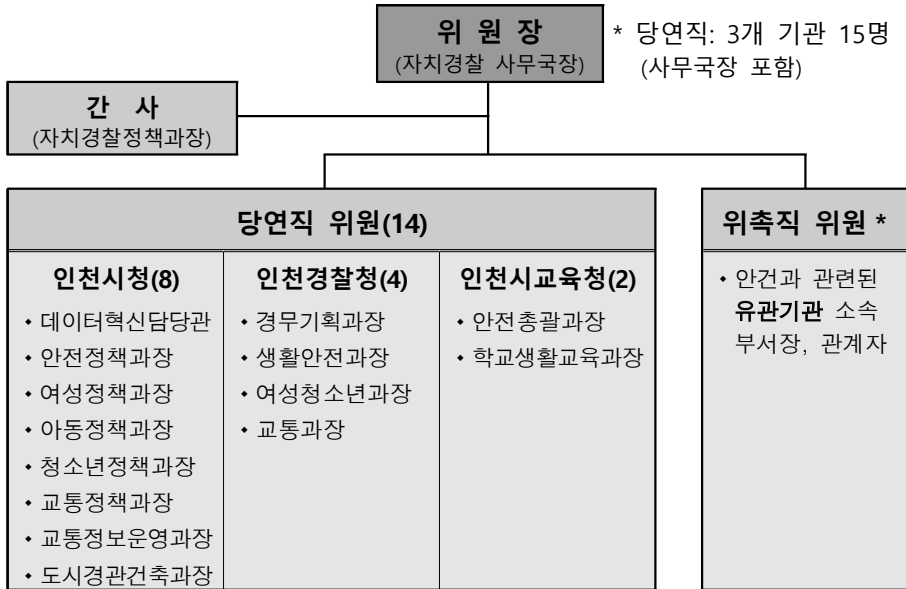 위 원 장
(자치경찰 사무국장)
* 당연직: 3개 기관 15명
(사무국장 포함)
간 사
(자치경찰정책과장)
당연직 위원(14)
인천시청(8)
• 데이터혁신담당관
• 안전정책과장
• 여성정책과장
• 아동정책과장
• 청소년정책과장
• 교통정책과장
• 교통정보운영과장
• 도시경관건축과장
인천경찰청(4)
• 경무기획과장
• 생활안전과장
• 여성청소년과장
• 교통과장
인천시교육청(2)
• 안전총괄과장
• 학교생활교육과장
위촉직 위원 *
• 안건과 관련된
유관기관 소속
부서장, 관계자